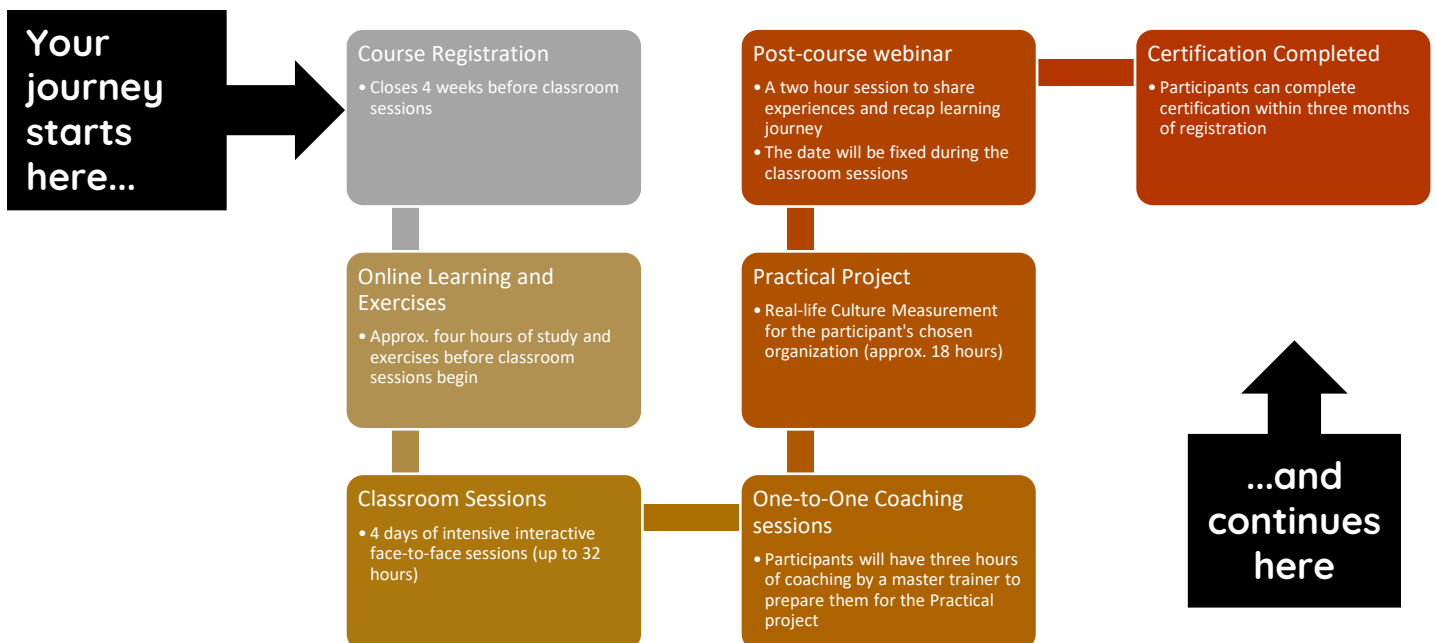 Your
journey
starts
here...
Course Registration
• Closes 4 weeks before classroom
sessions
Online Learning and
Exercises
• Approx. four hours of study and
exercises before classroom
sessions begin
Classroom Sessions
• 4 days of intensive interactive
face-to-face sessions (up to 32
hours)
One-to-One Coaching
sessions
• Participants will have three hours
of coaching by a master trainer to
prepare them for the Practical
project
Practical Project
• Real-life Culture Measurement
for the participant's chosen
organization (approx. 18 hours)
Post-course webinar
• A two hour session to share
experiences and recap learning
journey
• The date will be fixed during the
classroom sessions
Certification Completed
• Participants can complete
certification within three months
of registration
...and
continues
here